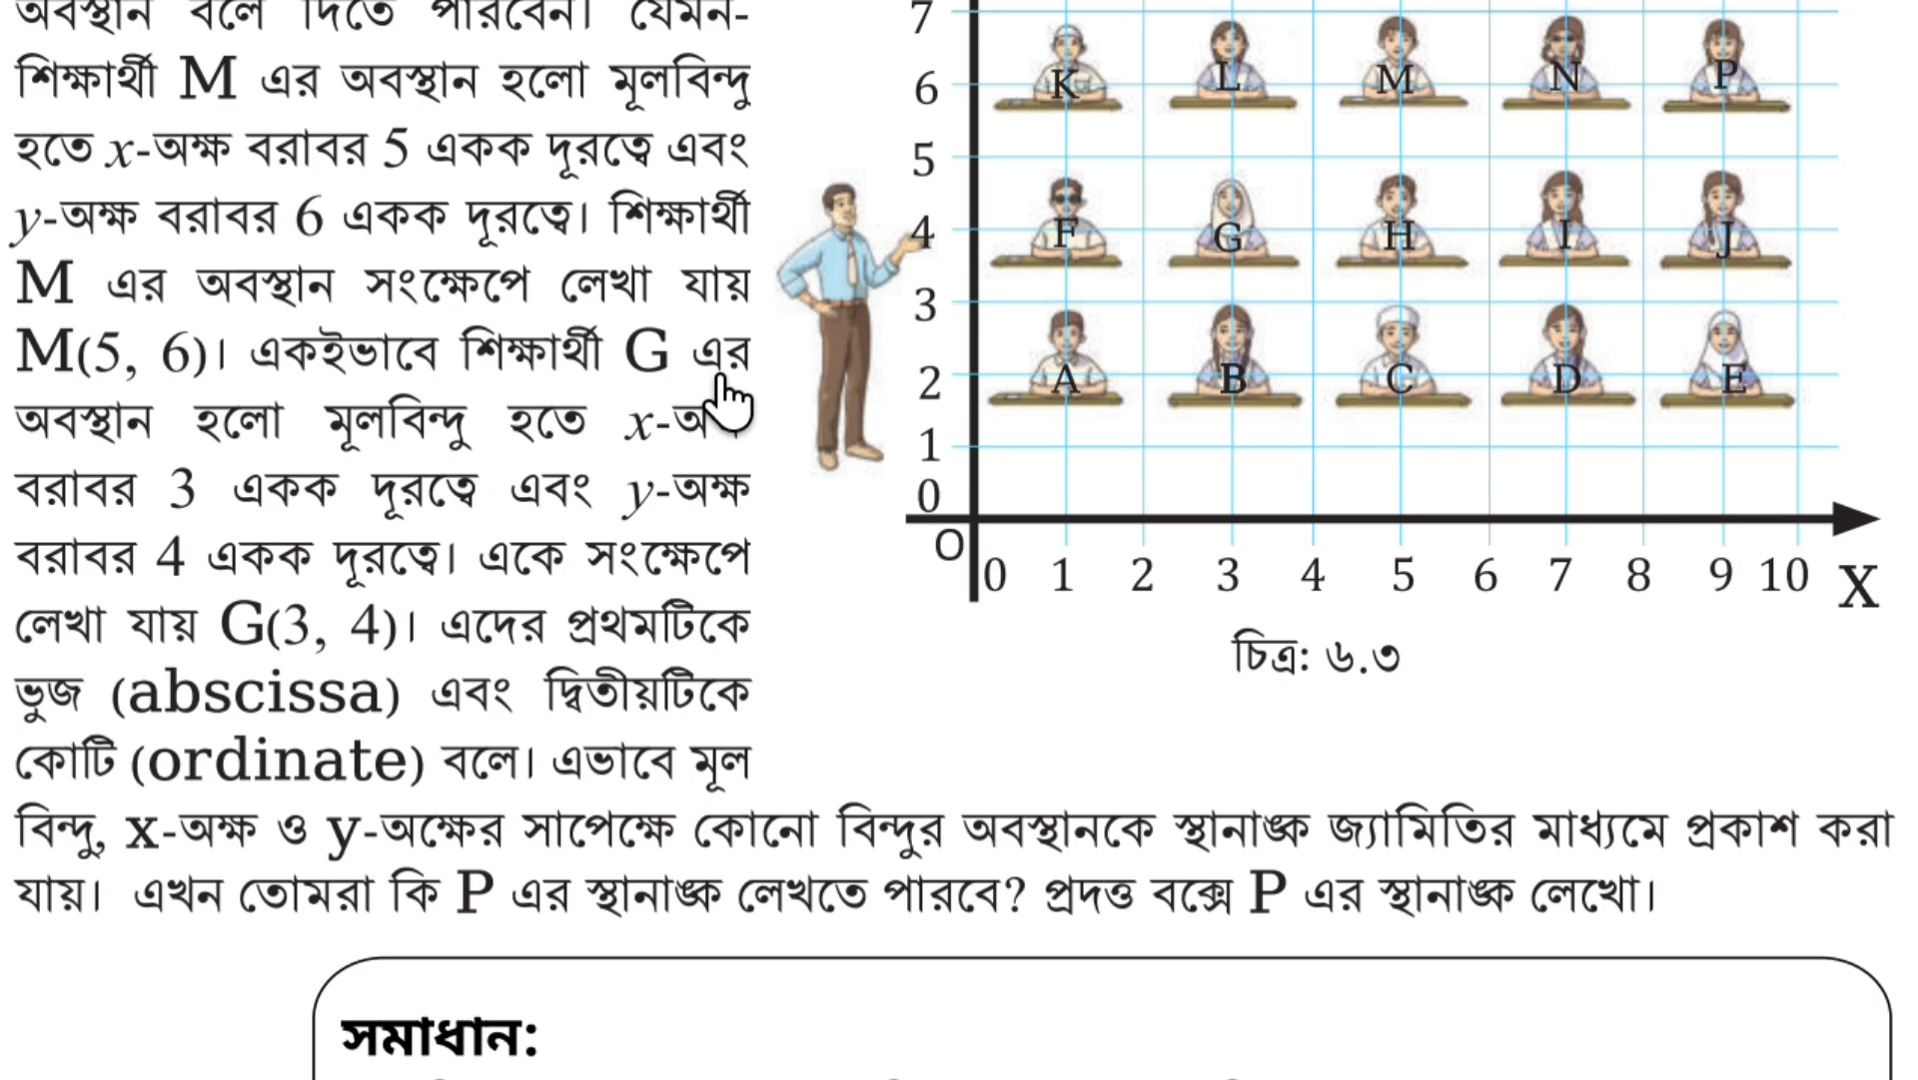 অবস্থান বলে দিতে পারবেন। যেমন-
শিক্ষার্থী M এর অবস্থান হলো মূলবিন্দু
হতে x-অক্ষ বরাবর 5 একক দূরত্বে এবং
y-অক্ষ বরাবর 6 একক দূরত্বে। শিক্ষার্থী
M এর অবস্থান সংক্ষেপে লেখা যায়
M(5, 6)। একইভাবে শিক্ষার্থী G এর
অবস্থান হলো মূলবিন্দু হতে
বরাবর 3 একক দূরত্বে এবং y-অক্ষ
বরাবর 4 একক দূরত্বে। একে সংক্ষেপে
লেখা যায় G(3, 4)। এদের প্রথমটিকে
ভুজ (abscissa) এবং দ্বিতীয়টিকে
কোটি (ordinate) বলে। এভাবে মূল
বিন্দু, x-অক্ষ ও y-অক্ষের সাপেক্ষে কোনো বিন্দুর অবস্থানকে স্থানাঙ্ক জ্যামিতির মাধ্যমে প্রকাশ করা
যায়। এখন তোমরা কি P এর স্থানাঙ্ক লেখতে পারবে? প্রদত্ত বক্সে P এর স্থানাঙ্ক লেখো।
7
6 K L M N P
5
4 F G H I J
3
2 A B C D E
1
0
O 0 1 2 3 4 5 6 7 8 9 10 X
চিত্র: ৬.৩
সমাধান: